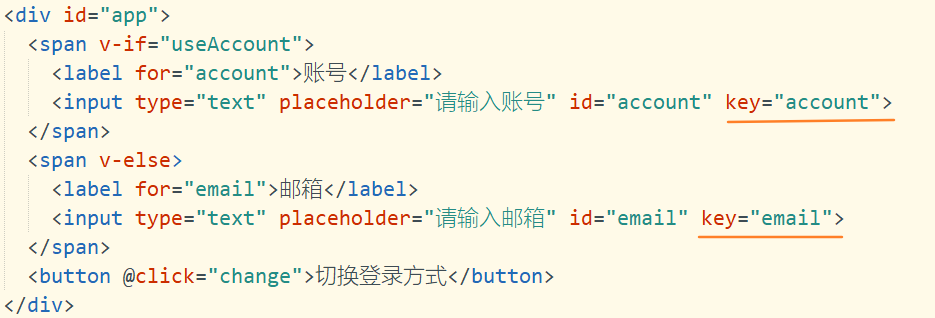 <div id="app">
<span v-if="useAccount">
<label for="account">账号</label>
<input type="text" placeholder="请输入账号" id="account" key="account">
</span>
<span v-else>
<label for="email">邮箱</label>
<input type="text" placeholder="请输入邮箱" id="email" key="email">
</span>
<button @click="change">切换登录方式</button>
</div>